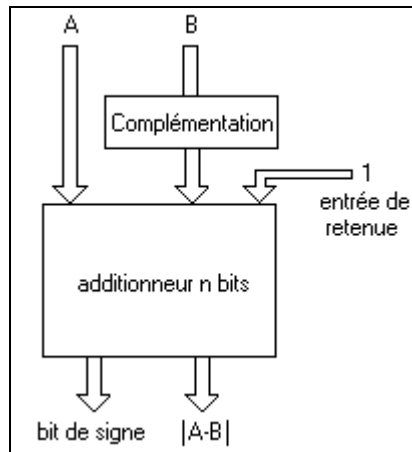 A
B
Complémentation
1
entrée de
retenue
additionneur n bits
bit de signe
|A-B|